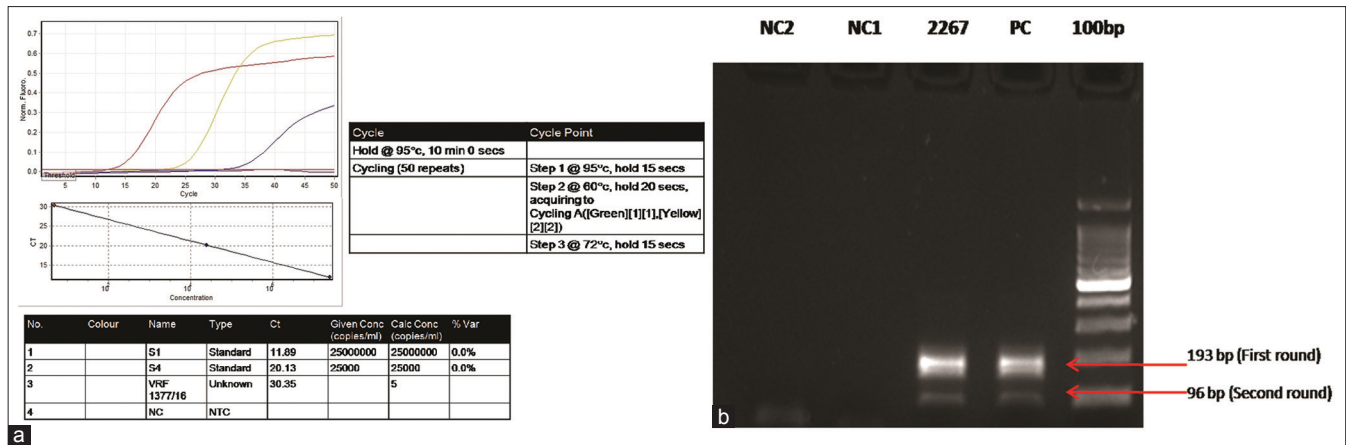 0.7
0.6
0.5
0.4
0.3
0.2
0.1
0.0
Norm. Fluoro.
Threshold
5 10 15 20 25 30 35 40 45 50
Cycle
30
25
20
15
CT
Concentration
Cycle Cycle Point
Hold @ 95°c, 10 min 0 secs
Cycling (50 repeats) Step 1 @ 95°c, hold 15 secs
Step 2 @ 60°c, hold 20 secs,
acquiring to
Cycling A([Green][1][1],[Yellow]
[2][2])
Step 3 @ 72°c, hold 15 secs
No. Colour Name Type Ct Given Conc Calc Conc % Var
(copies/ml) (copies/ml)
1 S1 Standard 11.89 25000000 25000000 0.0%
2 S4 Standard 20.13 25000 25000 0.0%
3 VRF Unknown 30.35 5
1377/16
4 NC NTC
a
NC2 NC1 2267 PC 100bp
193 bp (First round)
96 bp (Second round)
b